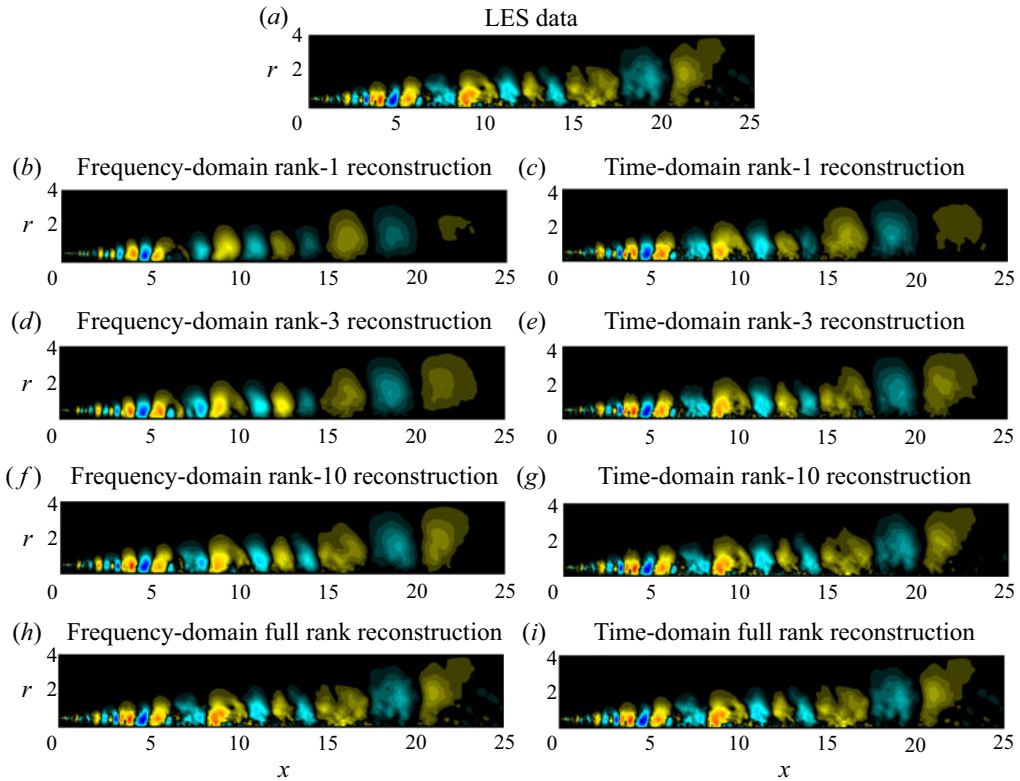 (a) LES data
4
r 2
0 5 10 15 20 25
(b) Frequency-domain rank-1 reconstruction (c) Time-domain rank-1 reconstruction
4 4
r 2 2
0 5 10 15 20 25 0 5 10 15 20 25
(d) Frequency-domain rank-3 reconstruction (e) Time-domain rank-3 reconstruction
4 4
r 2 2
0 5 10 15 20 25 0 5 10 15 20 25
(f) Frequency-domain rank-10 reconstruction (g) Time-domain rank-10 reconstruction
4 4
r 2 2
0 5 10 15 20 25 0 5 10 15 20 25
(h) Frequency-domain full rank reconstruction (i) Time-domain full rank reconstruction
4 4
r 2 2
0 5 10 15 20 25 0 5 10 15 20 25
x x